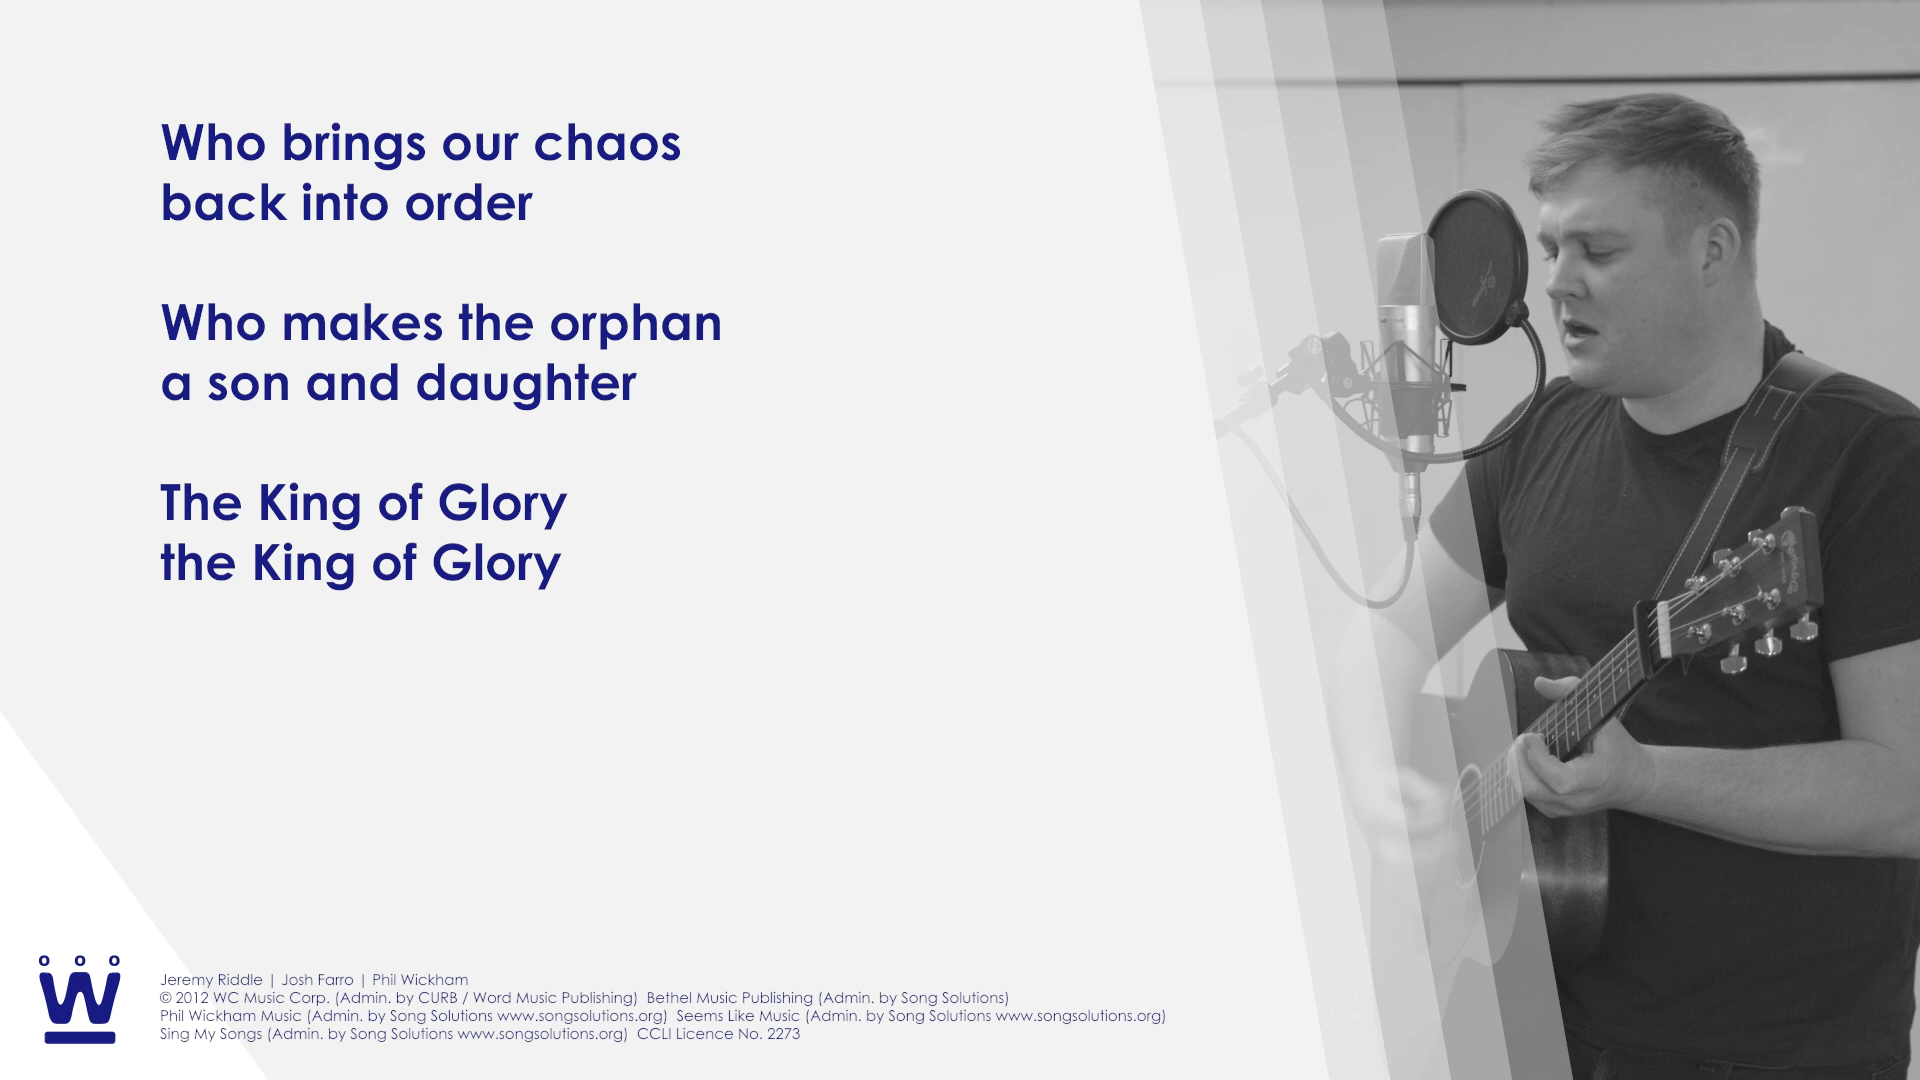 Who brings our chaos
back into order
Who makes the orphan
a son and daughter
The King of Glory
the King of Glory
W
Jeremy Riddle | Josh Farro | Phil Wickham
© 2012 WC Music Corp. (Admin. by CURB / Word Music Publishing)  Bethel Music Publishing (Admin. by Song Solutions)
Phil Wickham Music (Admin. by Song Solutions www.songsolutions.org)  Seems Like Music (Admin. by Song Solutions www.songsolutions.org)
Sing My Songs (Admin. by Song Solutions www.songsolutions.org)  CCLI Licence No. 2273